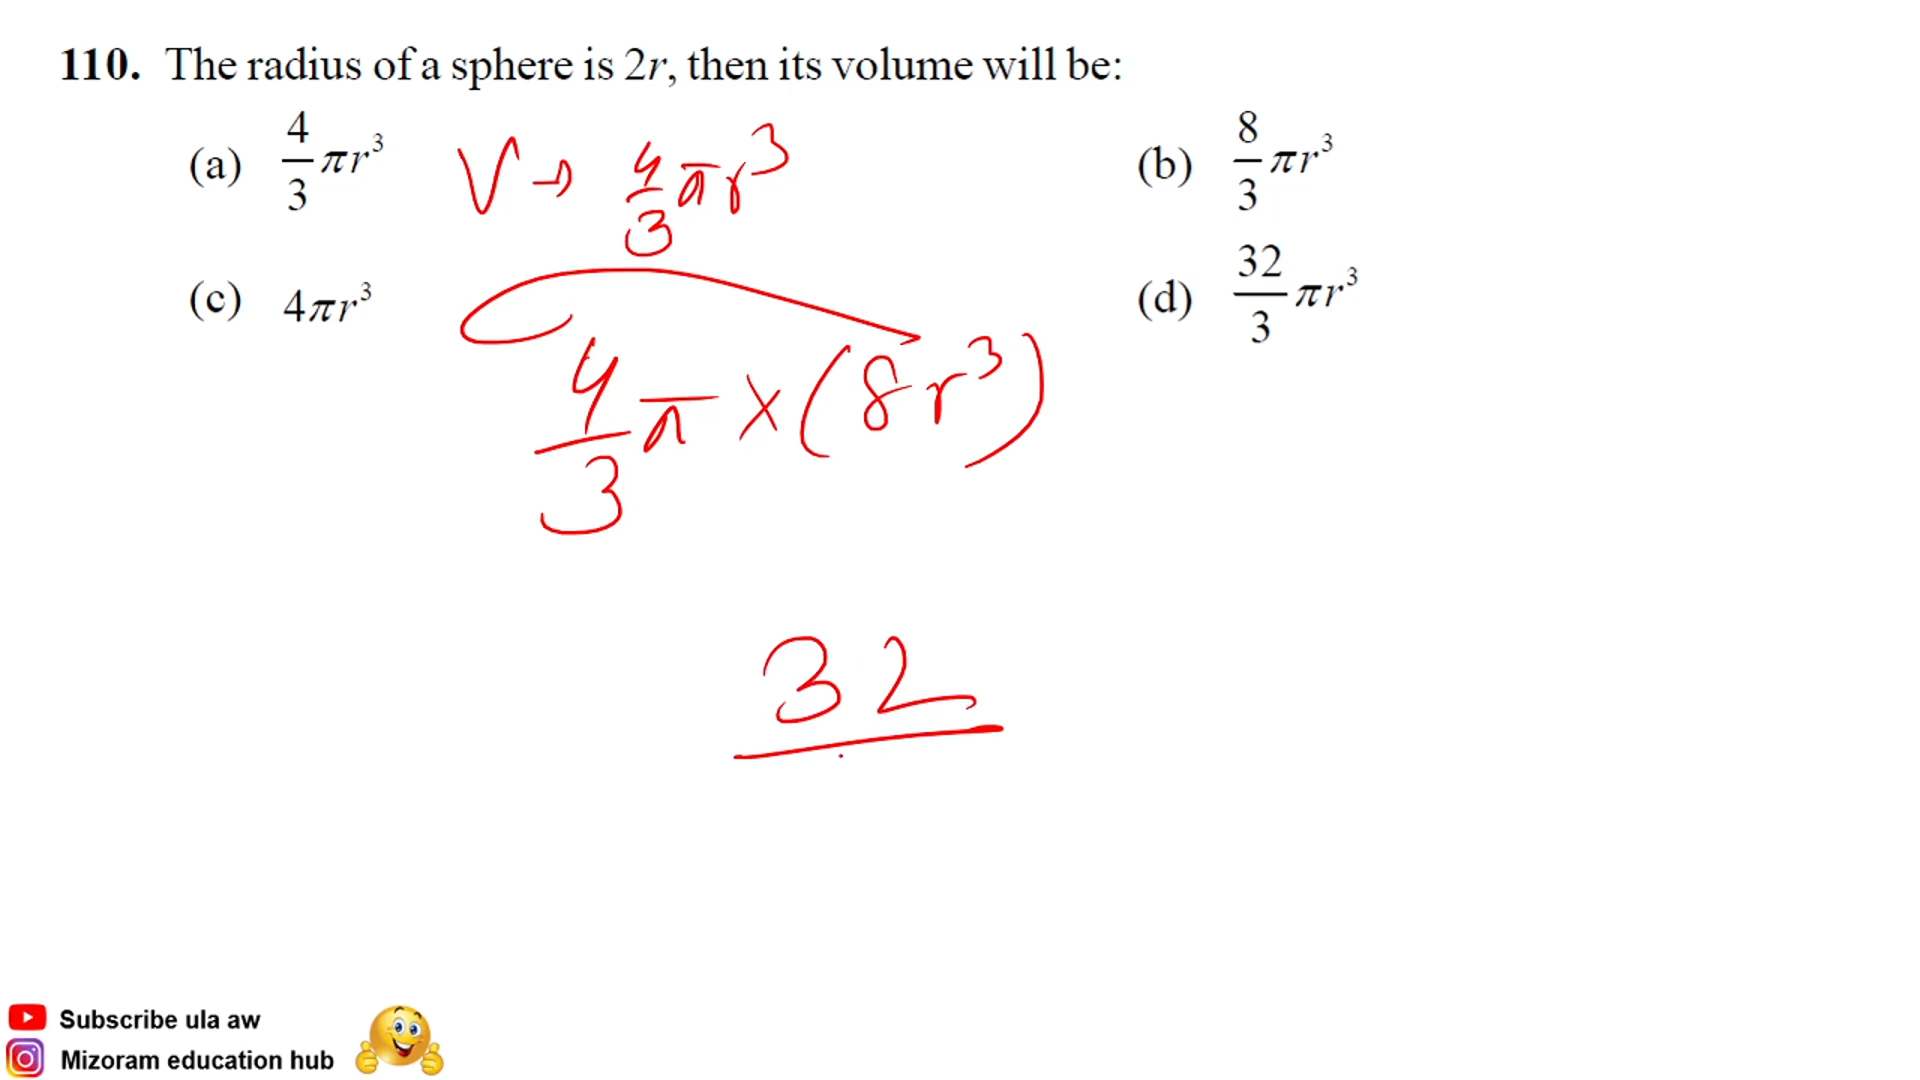 110. The radius of a sphere is 2r, then its volume will be:
(a) 4/3 πr³
V → 4/3 πr³
(b) 8/3 πr³
(c) 4πr³
(d) 32/3 πr³
4/3 π × (8r³)
32
Subscribe ula aw
Mizoram education hub